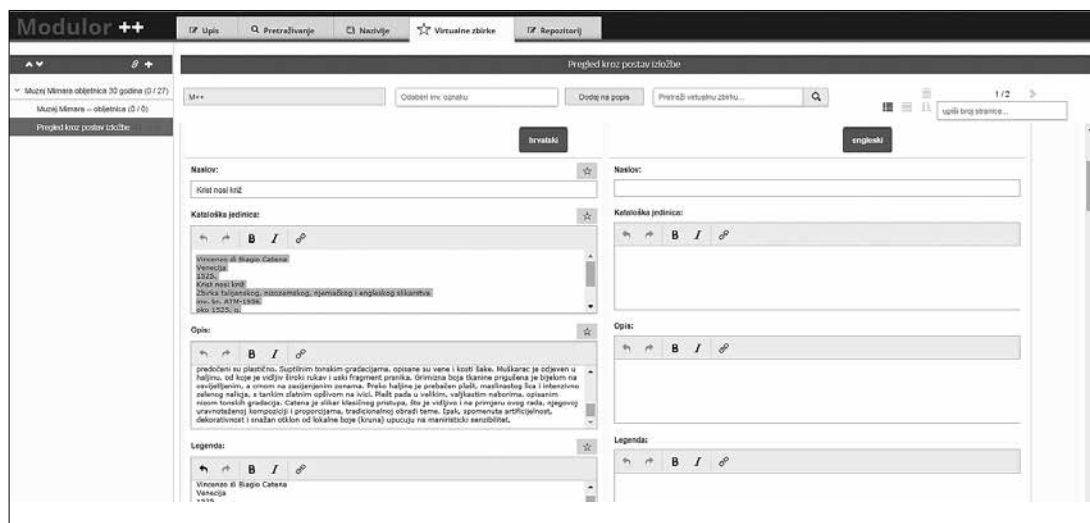 Modulor ++
Upis
Pretraživanje
Nazivlje
Virtualne zbirke
Repozitorij
Pregled kroz postav izložbe
Muzej Mimara obljetnica 30 godina (0 / 27)
Muzej Mimara – obljetnica (0 / 0)
Pregled kroz postav izložbe
M++
Odaberi inv. oznaku
Dodaj na popis
Pretraži virtualnu zbirku...
1 / 2
upiši broj stranice...
hrvatski
engleski
Naslov:
Naslov:
Krist nosi križ
Kataloška jedinica:
Kataloška jedinica:
B I
B I
Vincenzo di Biagio Catena
Venecija
1525.
Krist nosi križ
Zbirka talijanskog, nizozemskog, njemačkog i engleskog slikarstva
inv. br. ATM-1956.
oko 1525. g.
Opis:
Opis:
B I
B I
predočeni su plastično. Suptilnim tonskim gradacijama, opisane su vene i kosti šake. Muškarac je odjeven u
haljinu, od koje je vidljiv široki rukav i uski fragment prsnika. Grimizna boja tkanine prigušena je bijelom na
osvijetljenim, a crnom na zasjenjenim zonama. Preko haljine je prebačen plašt, maslinastog lica i intenzivno
zelenog naličja, s tankim zlatnim opšivom na ivici. Plašt pada u velikim, valjkastim naborima, opisanim
nizom tonskih gradacija. Catena je slikar klasičnog pristupa, što je vidljivo i na primjeru ovog rada, njegovoj
uravnoteženoj kompoziciji i proporcijama, tradicionalnoj obradi teme. Ipak, spomenuta artificijelnost,
dekorativnost i snažan otklon od lokalne boje (kruna) upućuju na maniristički senzibilitet.
Legenda:
Legenda:
B I
B I
Vincenzo di Biagio Catena
Venecija
1525